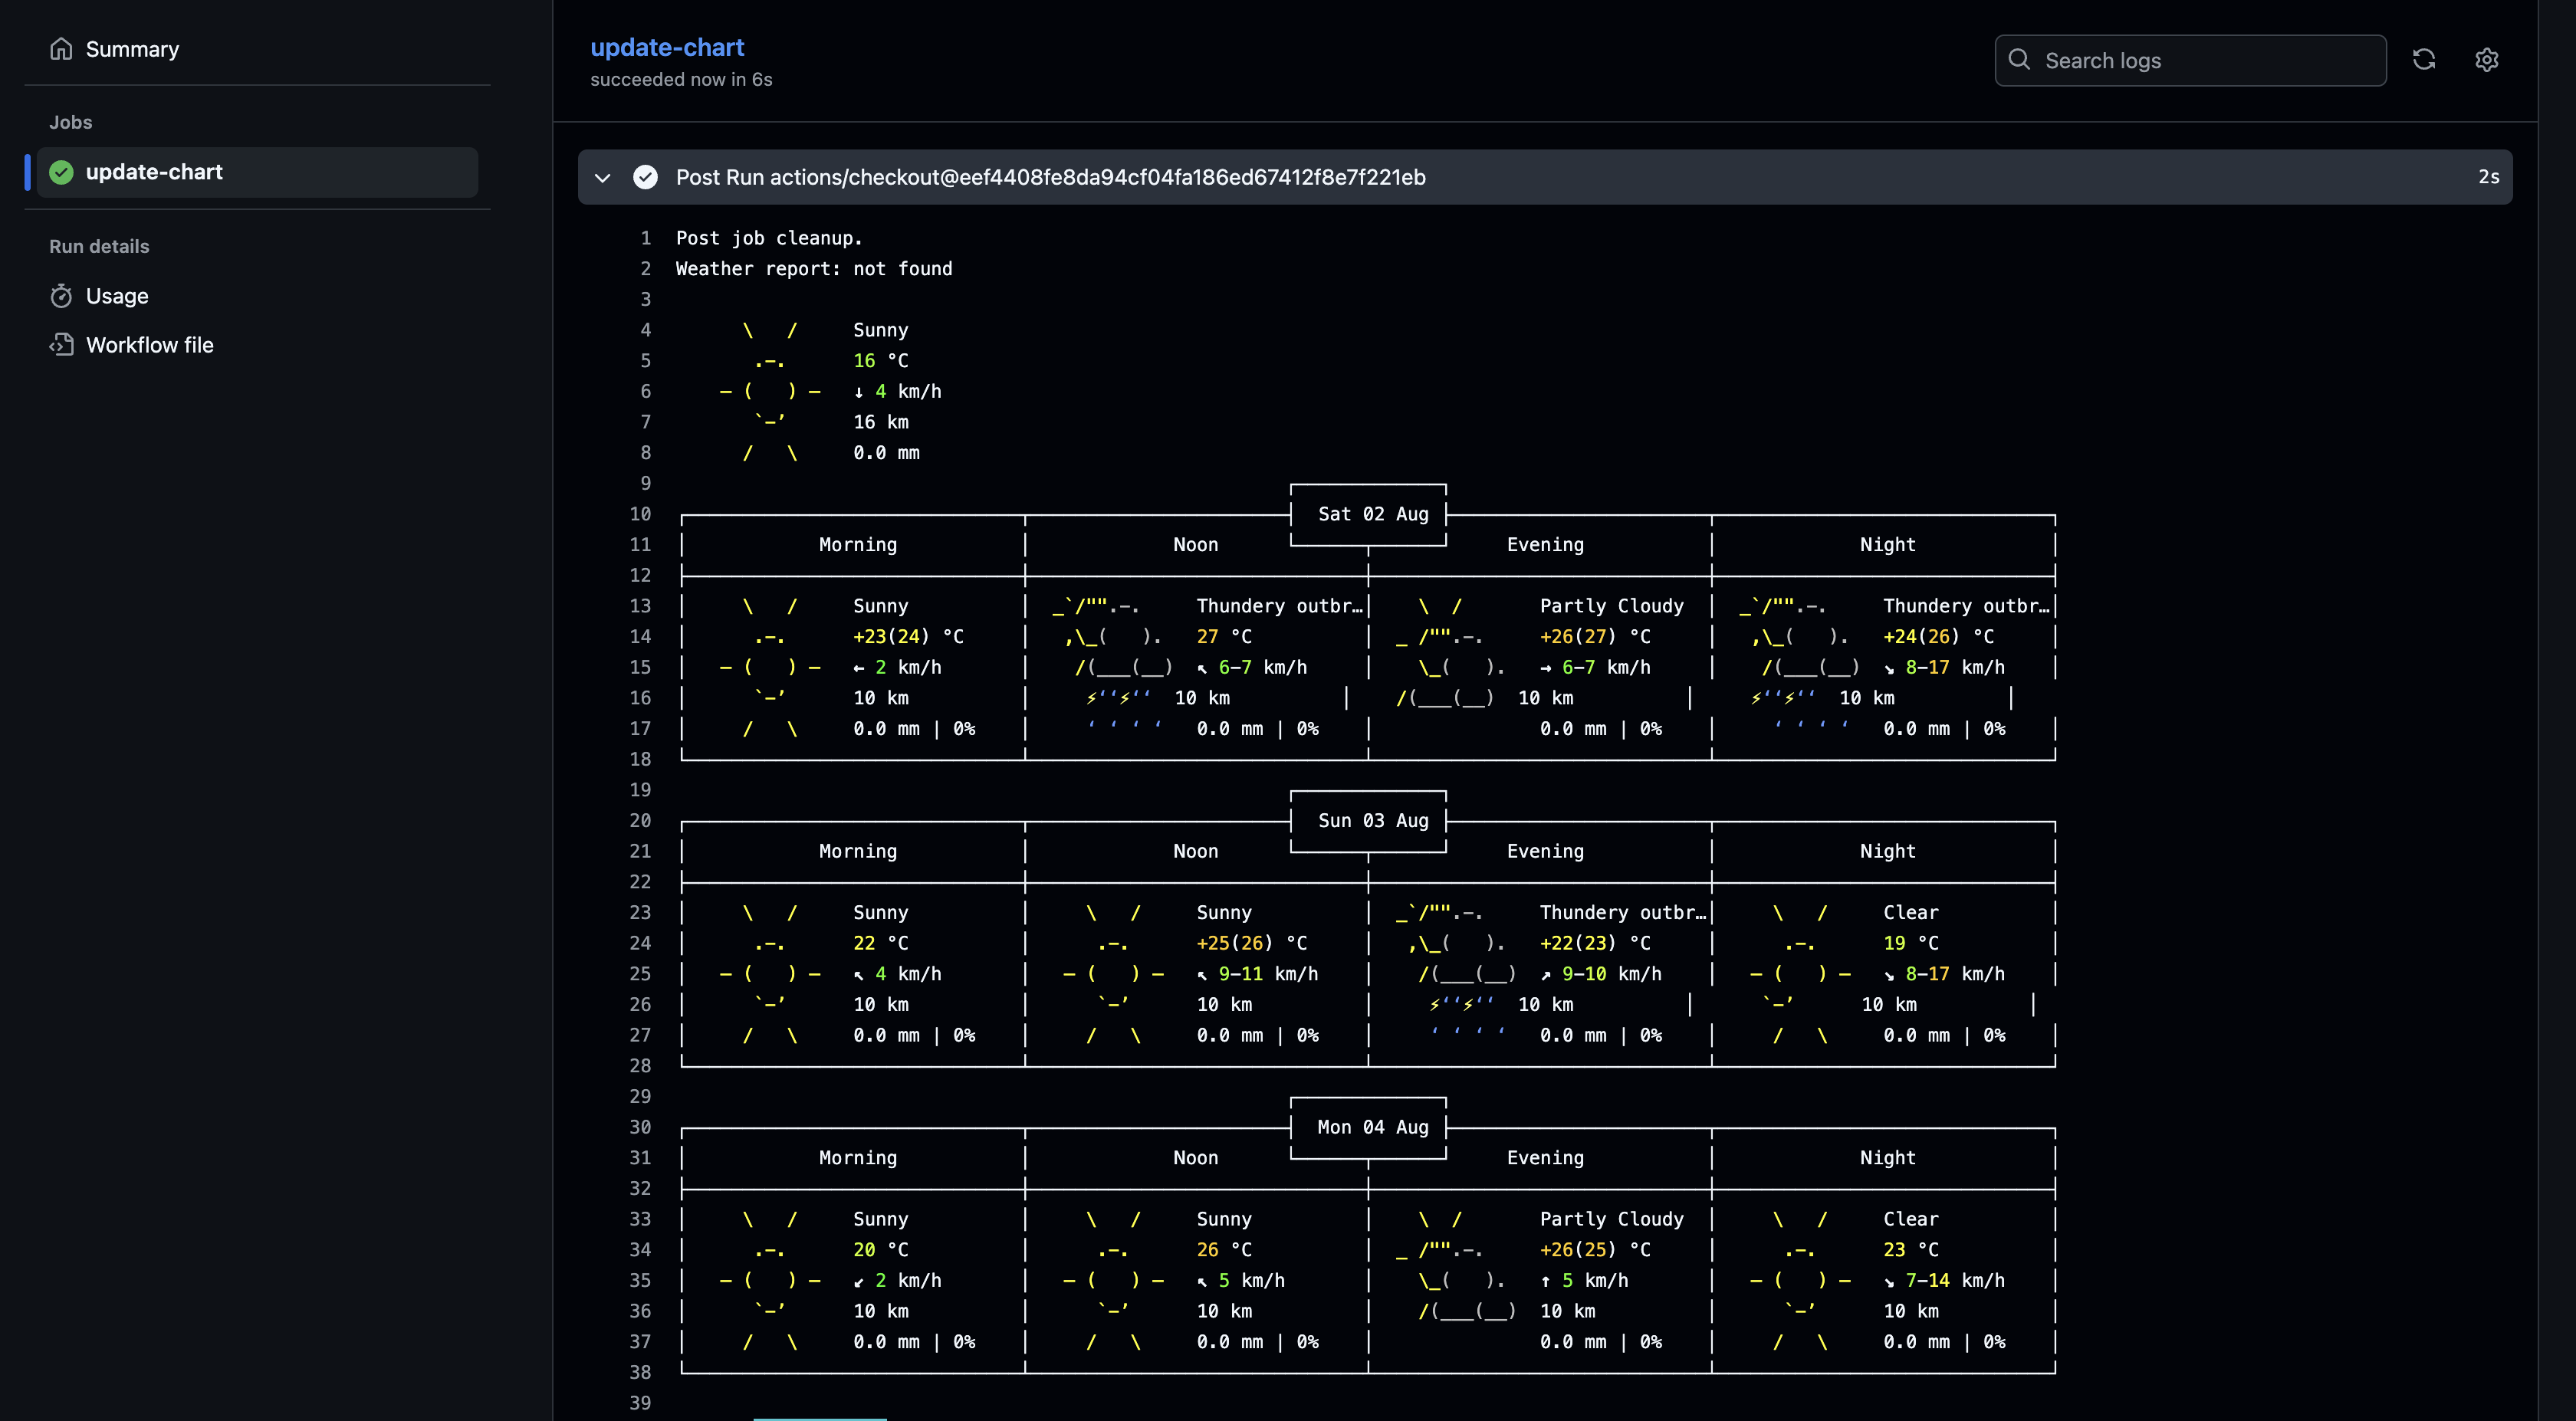 Summary
Jobs
update-chart
Run details
Usage
Workflow file
update-chart
succeeded now in 6s
Search logs
Post Run actions/checkout@eef4408fe8da94cf04fa186ed67412f8e7f221eb 2s
1 Post job cleanup.
2 Weather report: not found
3
4 \ / Sunny
5 .-. 16 °C
6 ― ( ) ― ↓ 4 km/h
7 `-’ 16 km
8 / \ 0.0 mm
9 ┌─────────────┐
10 ┌──────────────────────────────┬───────────────────────┤ Sat 02 Aug ├───────────────────────┬──────────────────────────────┐
11 │ Morning │ Noon └──────┬──────┘ Evening │ Night │
12 ├──────────────────────────────┼──────────────────────────────┼──────────────────────────────┼──────────────────────────────┤
13 │ \ / Sunny │ _`/"".-. Thundery outbr…│ \ / Partly Cloudy │ _`/"".-. Thundery outbr…│
14 │ .-. +23(24) °C │ ,\_( ). 27 °C │ _ /"".-. +26(27) °C │ ,\_( ). +24(26) °C │
15 │ ― ( ) ― ← 2 km/h │ /(___(__) ↖ 6-7 km/h │ \_( ). → 6-7 km/h │ /(___(__) ↘ 8-17 km/h │
16 │ `-’ 10 km │ ⚡‘‘⚡‘‘ 10 km │ /(___(__) 10 km │ ⚡‘‘⚡‘‘ 10 km │
17 │ / \ 0.0 mm | 0% │ ‘ ‘ ‘ ‘ 0.0 mm | 0% │ 0.0 mm | 0% │ ‘ ‘ ‘ ‘ 0.0 mm | 0% │
18 └──────────────────────────────┴──────────────────────────────┴──────────────────────────────┴──────────────────────────────┘
19 ┌─────────────┐
20 ┌──────────────────────────────┬───────────────────────┤ Sun 03 Aug ├───────────────────────┬──────────────────────────────┐
21 │ Morning │ Noon └──────┬──────┘ Evening │ Night │
22 ├──────────────────────────────┼──────────────────────────────┼──────────────────────────────┼──────────────────────────────┤
23 │ \ / Sunny │ \ / Sunny │ _`/"".-. Thundery outbr…│ \ / Clear │
24 │ .-. 22 °C │ .-. +25(26) °C │ ,\_( ). +22(23) °C │ .-. 19 °C │
25 │ ― ( ) ― ↖ 4 km/h │ ― ( ) ― ↖ 9-11 km/h │ /(___(__) ↗ 9-10 km/h │ ― ( ) ― ↘ 8-17 km/h │
26 │ `-’ 10 km │ `-’ 10 km │ ⚡‘‘⚡‘‘ 10 km │ `-’ 10 km │
27 │ / \ 0.0 mm | 0% │ / \ 0.0 mm | 0% │ ‘ ‘ ‘ ‘ 0.0 mm | 0% │ / \ 0.0 mm | 0% │
28 └──────────────────────────────┴──────────────────────────────┴──────────────────────────────┴──────────────────────────────┘
29 ┌─────────────┐
30 ┌──────────────────────────────┬───────────────────────┤ Mon 04 Aug ├───────────────────────┬──────────────────────────────┐
31 │ Morning │ Noon └──────┬──────┘ Evening │ Night │
32 ├──────────────────────────────┼──────────────────────────────┼──────────────────────────────┼──────────────────────────────┤
33 │ \ / Sunny │ \ / Sunny │ \ / Partly Cloudy │ \ / Clear │
34 │ .-. 20 °C │ .-. 26 °C │ _ /"".-. +26(25) °C │ .-. 23 °C │
35 │ ― ( ) ― ↙ 2 km/h │ ― ( ) ― ↖ 5 km/h │ \_( ). ↑ 5 km/h │ ― ( ) ― ↘ 7-14 km/h │
36 │ `-’ 10 km │ `-’ 10 km │ /(___(__) 10 km │ `-’ 10 km │
37 │ / \ 0.0 mm | 0% │ / \ 0.0 mm | 0% │ 0.0 mm | 0% │ / \ 0.0 mm | 0% │
38 └──────────────────────────────┴──────────────────────────────┴──────────────────────────────┴──────────────────────────────┘
39